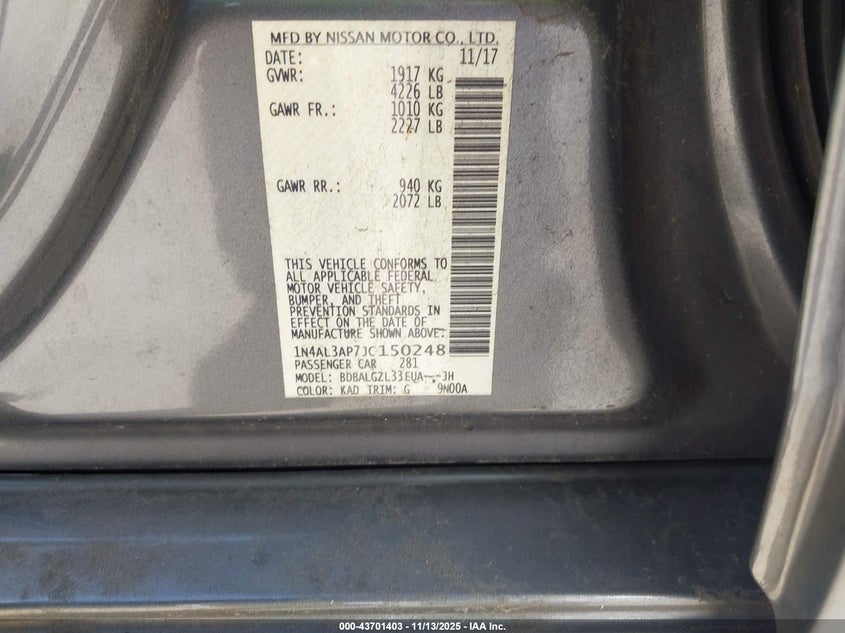 MFD BY NISSAN MOTOR CO., LTD.
DATE: 11/17
GVWR: 1917 KG
4226 LB
GAWR FR.: 1010 KG
2227 LB
GAWR RR.: 940 KG
2072 LB
THIS VEHICLE CONFORMS TO
ALL APPLICABLE FEDERAL
MOTOR VEHICLE SAFETY,
BUMPER, AND THEFT
PREVENTION STANDARDS IN
EFFECT ON THE DATE OF
MANUFACTURE SHOWN ABOVE.
1N4AL3AP7JC150248
PASSENGER CAR 281
MODEL: BDBALGZL33EUA---JH
COLOR: KAD TRIM: G 9N00A
000-43701403 - 11/13/2025 - IAA Inc.